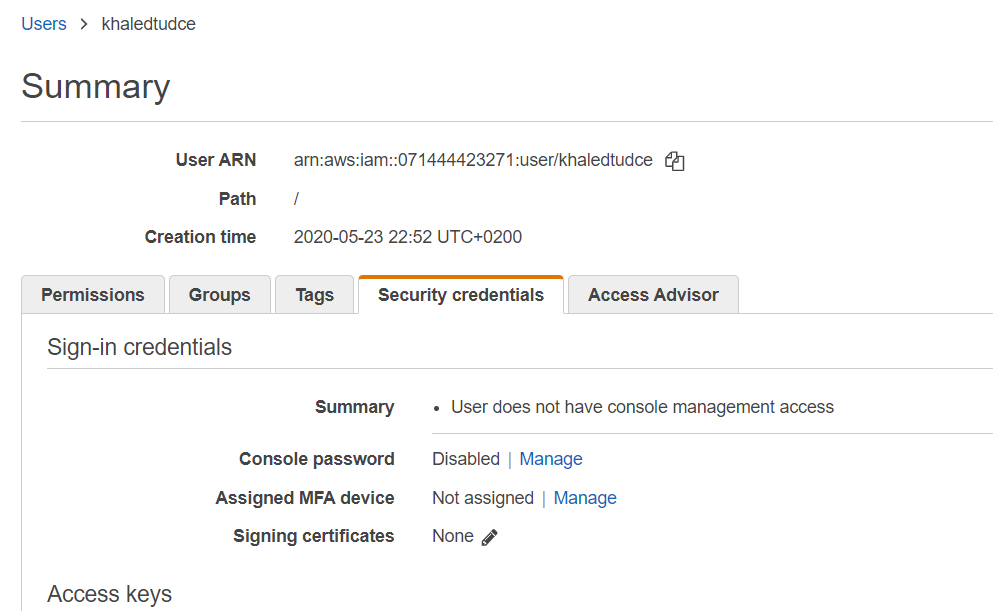 Users > khaledtudce
Summary
User ARN arn:aws:iam::071444423271:user/khaledtudce
Path /
Creation time 2020-05-23 22:52 UTC+0200
Permissions Groups Tags Security credentials Access Advisor
Sign-in credentials
Summary • User does not have console management access
Console password Disabled | Manage
Assigned MFA device Not assigned | Manage
Signing certificates None
Access keys